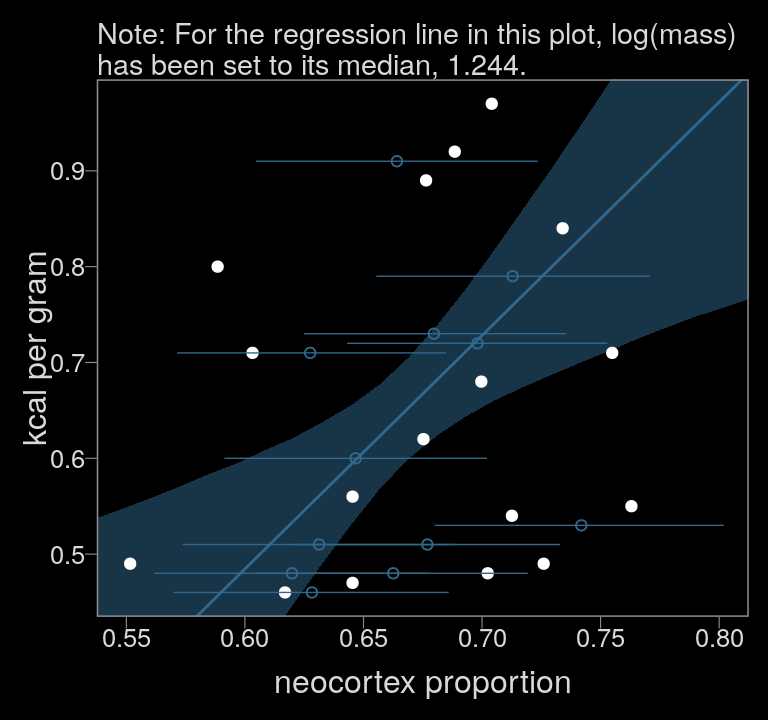 Note: For the regression line in this plot, log(mass)
has been set to its median, 1.244.
kcal per gram
0.9
0.8
0.7
0.6
0.5
0.55 0.60 0.65 0.70 0.75 0.80
neocortex proportion